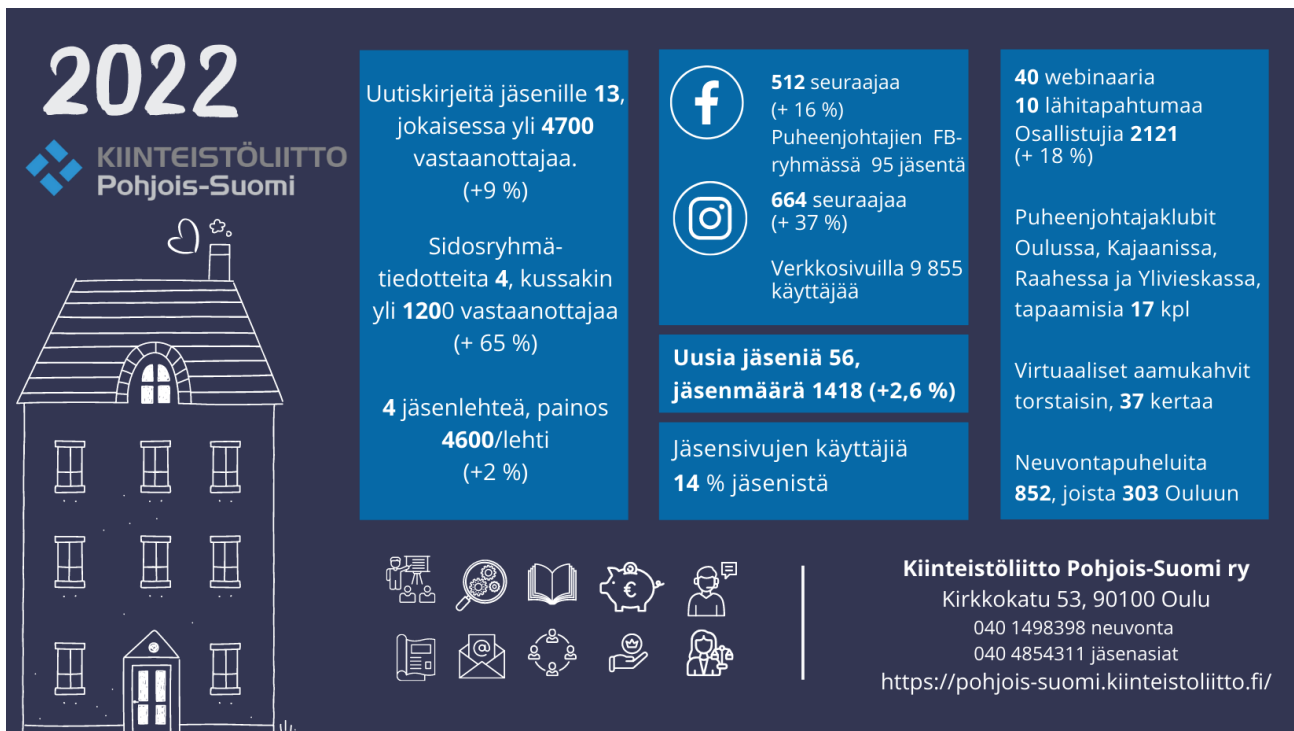 2022
KIINTEISTÖLIITTO
Pohjois-Suomi
Uutiskirjeitä jäsenille 13,
jokaisessa yli 4700
vastaanottajaa.
(+9 %)
Sidosryhmä-
tiedotteita 4, kussakin
yli 1200 vastaanottajaa
(+ 65 %)
4 jäsenlehteä, painos
4600/lehti
(+2 %)
512 seuraajaa
(+ 16 %)
Puheenjohtajien FB-
ryhmässä 95 jäsentä
664 seuraajaa
(+ 37 %)
Verkkosivuilla 9 855
käyttäjää
Uusia jäseniä 56,
jäsenmäärä 1418 (+2,6 %)
Jäsensivujen käyttäjiä
14 % jäsenistä
40 webinaaria
10 lähitapahtumaa
Osallistujia 2121
(+ 18 %)
Puheenjohtajaklubit
Oulussa, Kajaanissa,
Raahessa ja Ylivieskassa,
tapaamisia 17 kpl
Virtuaaliset aamukahvit
torstaisin, 37 kertaa
Neuvontapuheluita
852, joista 303 Ouluun
Kiinteistöliitto Pohjois-Suomi ry
Kirkkokatu 53, 90100 Oulu
040 1498398 neuvonta
040 4854311 jäsenasiat
https://pohjois-suomi.kiinteistoliitto.fi/